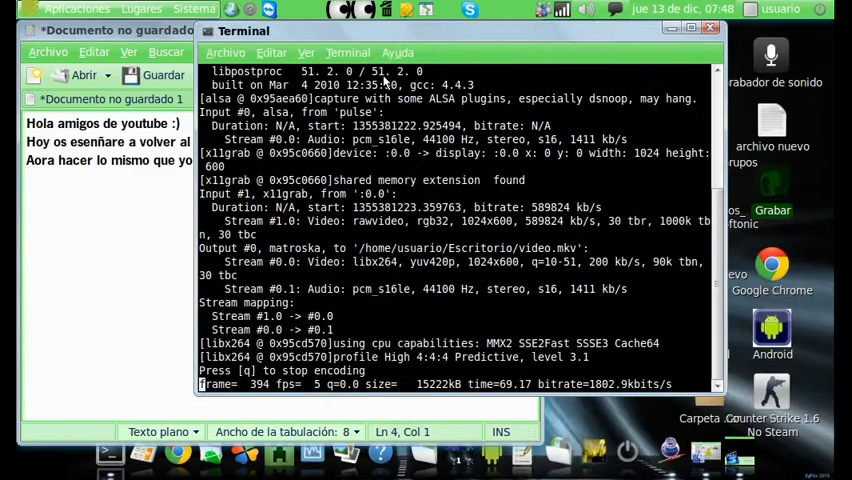 Aplicaciones Lugares Sistema
jue 13 de dic, 07:48 usuario
*Documento no guardado
Archivo Editar Ver Buscar
Abrir Guardar
*Documento no guardado 1
Hola amigos de youtube :)
Hoy os esenñare a volver al
Aora hacer lo mismo que yo
Texto plano Ancho de la tabulación: 8 Ln 4, Col 1 INS
Terminal
Archivo Editar Ver Terminal Ayuda
libpostproc 51. 2. 0 / 51. 2. 0
built on Mar 4 2010 12:35:30, gcc: 4.4.3
[alsa @ 0x95aea60]capture with some ALSA plugins, especially dsnoop, may hang.
Input #0, alsa, from 'pulse':
Duration: N/A, start: 1355381222.925494, bitrate: N/A
Stream #0.0: Audio: pcm_s16le, 44100 Hz, stereo, s16, 1411 kb/s
[x11grab @ 0x95c0660]device: :0.0 -> display: :0.0 x: 0 y: 0 width: 1024 height:
600
[x11grab @ 0x95c0660]shared memory extension found
Input #1, x11grab, from ':0.0':
Duration: N/A, start: 1355381223.359763, bitrate: 589824 kb/s
Stream #1.0: Video: rawvideo, rgb32, 1024x600, 589824 kb/s, 30 tbr, 1000k tb
n, 30 tbc
Output #0, matroska, to '/home/usuario/Escritorio/video.mkv':
Stream #0.0: Video: libx264, yuv420p, 1024x600, q=10-51, 200 kb/s, 90k tbn,
30 tbc
Stream #0.1: Audio: pcm_s16le, 44100 Hz, stereo, s16, 1411 kb/s
Stream mapping:
Stream #1.0 -> #0.0
Stream #0.0 -> #0.1
[libx264 @ 0x95cd570]using cpu capabilities: MMX2 SSE2Fast SSSE3 Cache64
[libx264 @ 0x95cd570]profile High 4:4:4 Predictive, level 3.1
Press [q] to stop encoding
frame= 394 fps= 5 q=0.0 size= 15222kB time=69.17 bitrate=1802.9kbits/s
Grabador de sonido
archivo nuevo
Grabar
Google Chrome
Android
Counter Strike 1.6
No Steam
Carpeta